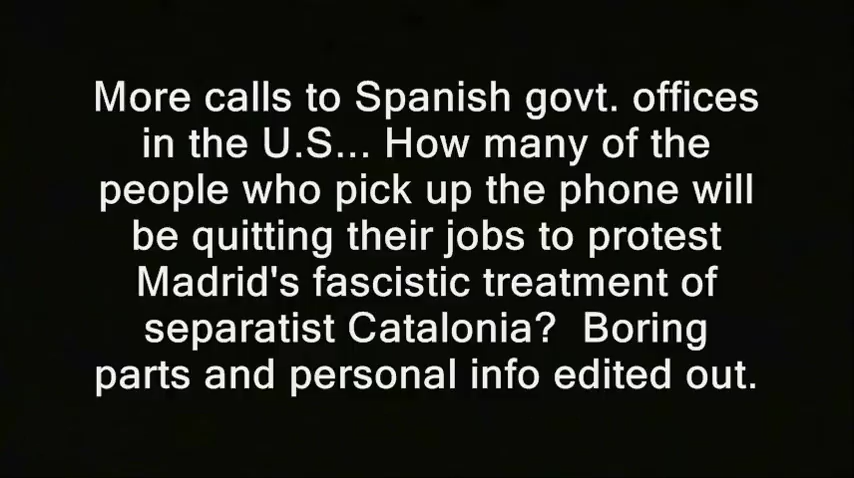 More calls to Spanish govt. offices
in the U.S... How many of the
people who pick up the phone will
be quitting their jobs to protest
Madrid's fascistic treatment of
separatist Catalonia?  Boring
parts and personal info edited out.